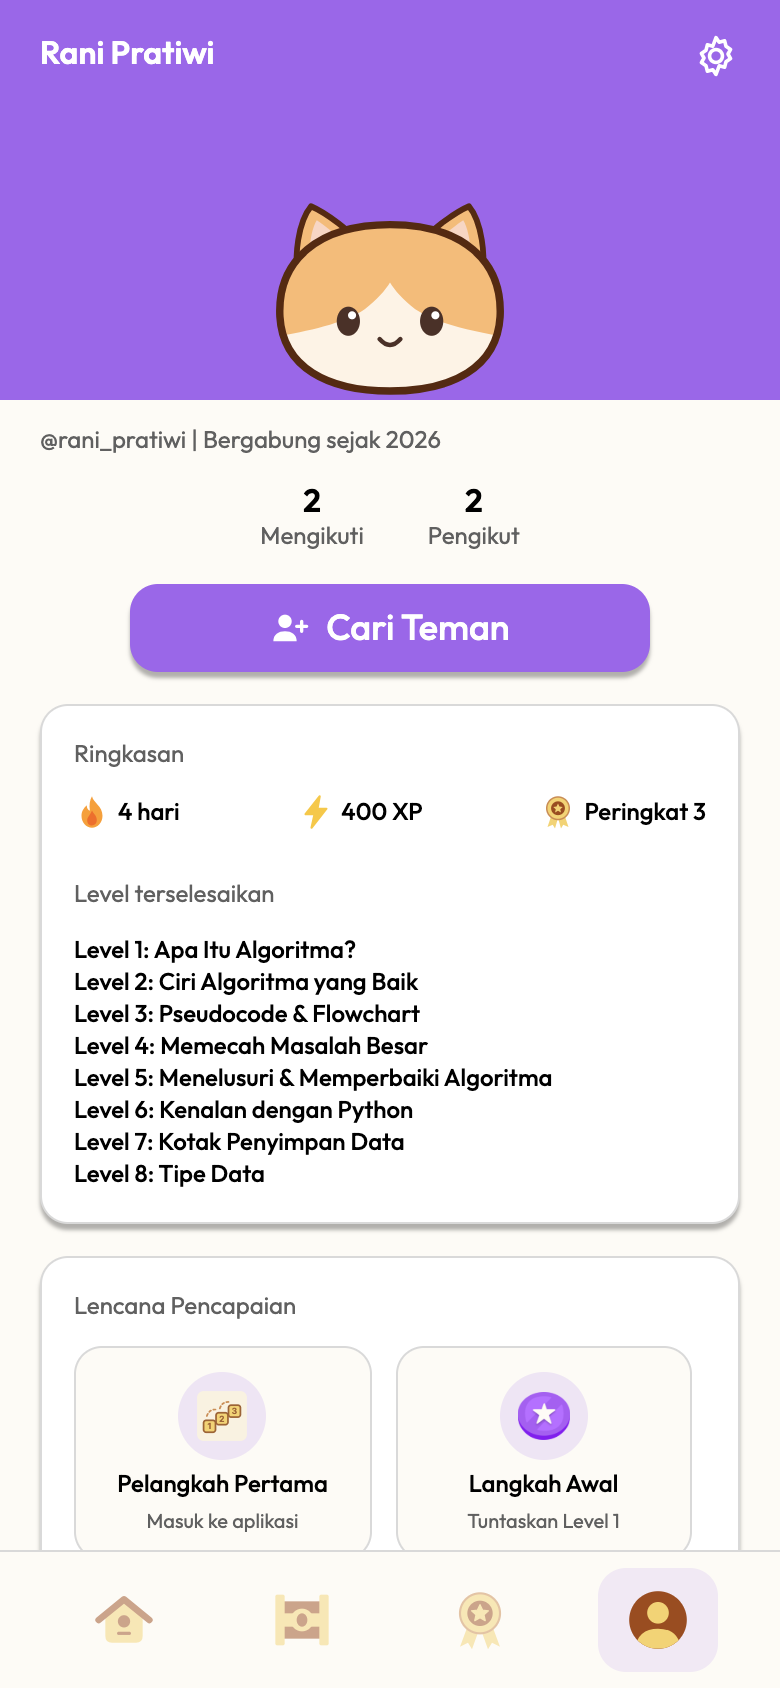 Rani Pratiwi
@rani_pratiwi | Bergabung sejak 2026
2 2
Mengikuti Pengikut
Cari Teman
Ringkasan
4 hari 400 XP Peringkat 3
Level terselesaikan
Level 1: Apa Itu Algoritma?
Level 2: Ciri Algoritma yang Baik
Level 3: Pseudocode & Flowchart
Level 4: Memecah Masalah Besar
Level 5: Menelusuri & Memperbaiki Algoritma
Level 6: Kenalan dengan Python
Level 7: Kotak Penyimpan Data
Level 8: Tipe Data
Lencana Pencapaian
1 2 3
Pelangkah Pertama Langkah Awal
Masuk ke aplikasi Tuntaskan Level 1